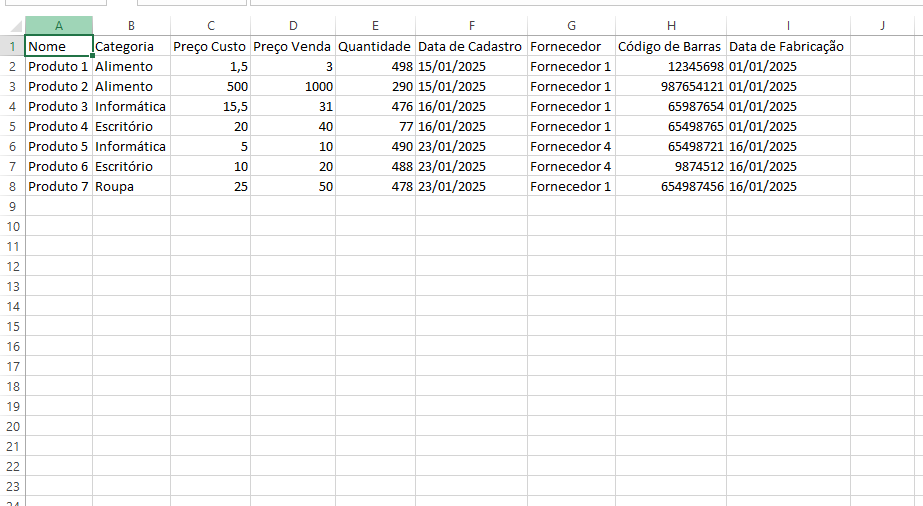 A B C D E F G H I J
1 Nome Categoria Preço Custo Preço Venda Quantidade Data de Cadastro Fornecedor Código de Barras Data de Fabricação
2 Produto 1 Alimento 1,5 3 498 15/01/2025 Fornecedor 1 12345698 01/01/2025
3 Produto 2 Alimento 500 1000 290 15/01/2025 Fornecedor 1 987654121 01/01/2025
4 Produto 3 Informática 15,5 31 476 16/01/2025 Fornecedor 1 65987654 01/01/2025
5 Produto 4 Escritório 20 40 77 16/01/2025 Fornecedor 1 65498765 01/01/2025
6 Produto 5 Informática 5 10 490 23/01/2025 Fornecedor 4 65498721 16/01/2025
7 Produto 6 Escritório 10 20 488 23/01/2025 Fornecedor 4 9874512 16/01/2025
8 Produto 7 Roupa 25 50 478 23/01/2025 Fornecedor 1 654987456 16/01/2025
9
10
11
12
13
14
15
16
17
18
19
20
21
22
23
24